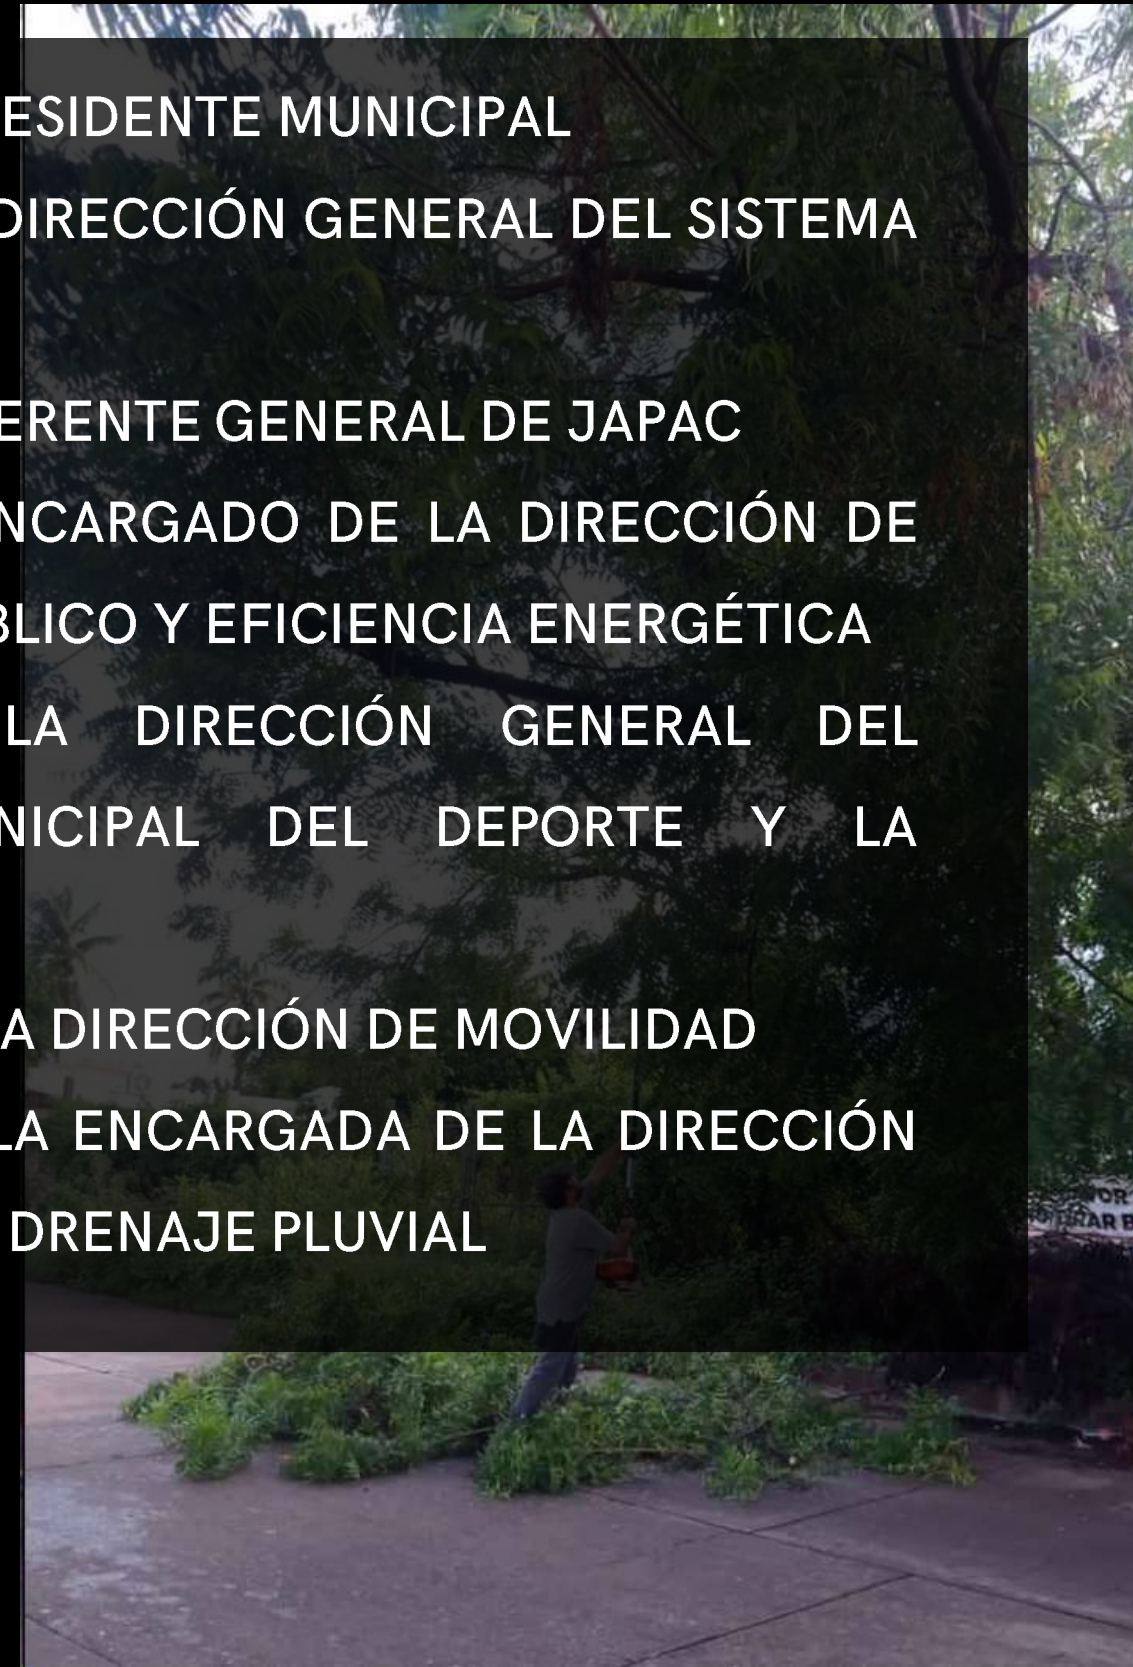 ESIDENTE MUNICIPAL
DIRECCIÓN GENERAL DEL SISTEMA
ERENTE GENERAL DE JAPAC
NCARGADO DE LA DIRECCIÓN DE
BLICO Y EFICIENCIA ENERGÉTICA
LA DIRECCIÓN GENERAL DEL
NICIPAL DEL DEPORTE Y LA
A DIRECCIÓN DE MOVILIDAD
LA ENCARGADA DE LA DIRECCIÓN
DRENAJE PLUVIAL